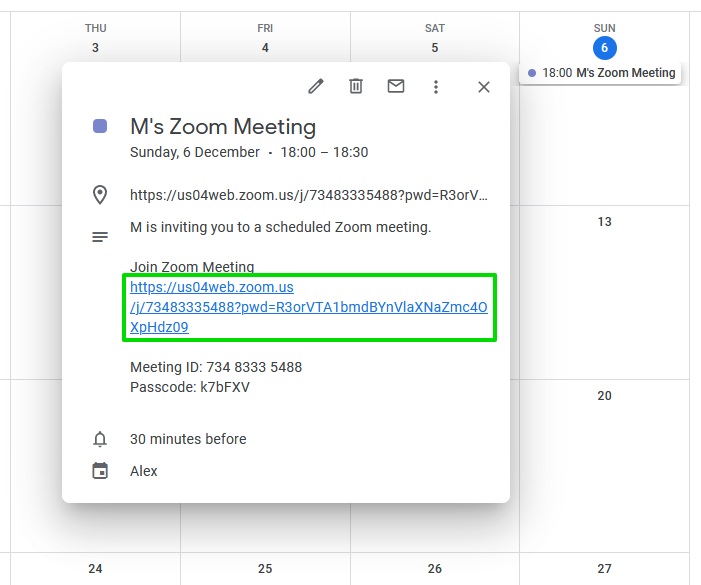 THU
FRI
SAT
SUN
3
4
5
6
18:00 M's Zoom Meeting
M's Zoom Meeting
Sunday, 6 December · 18:00 – 18:30
https://us04web.zoom.us/j/73483335488?pwd=R3orV...
M is inviting you to a scheduled Zoom meeting.
Join Zoom Meeting
https://us04web.zoom.us
/j/73483335488?pwd=R3orVTA1bmdBYnVlaXNaZmc4O
XpHdz09
Meeting ID: 734 8333 5488
Passcode: k7bFXV
30 minutes before
Alex
13
20
24
25
26
27